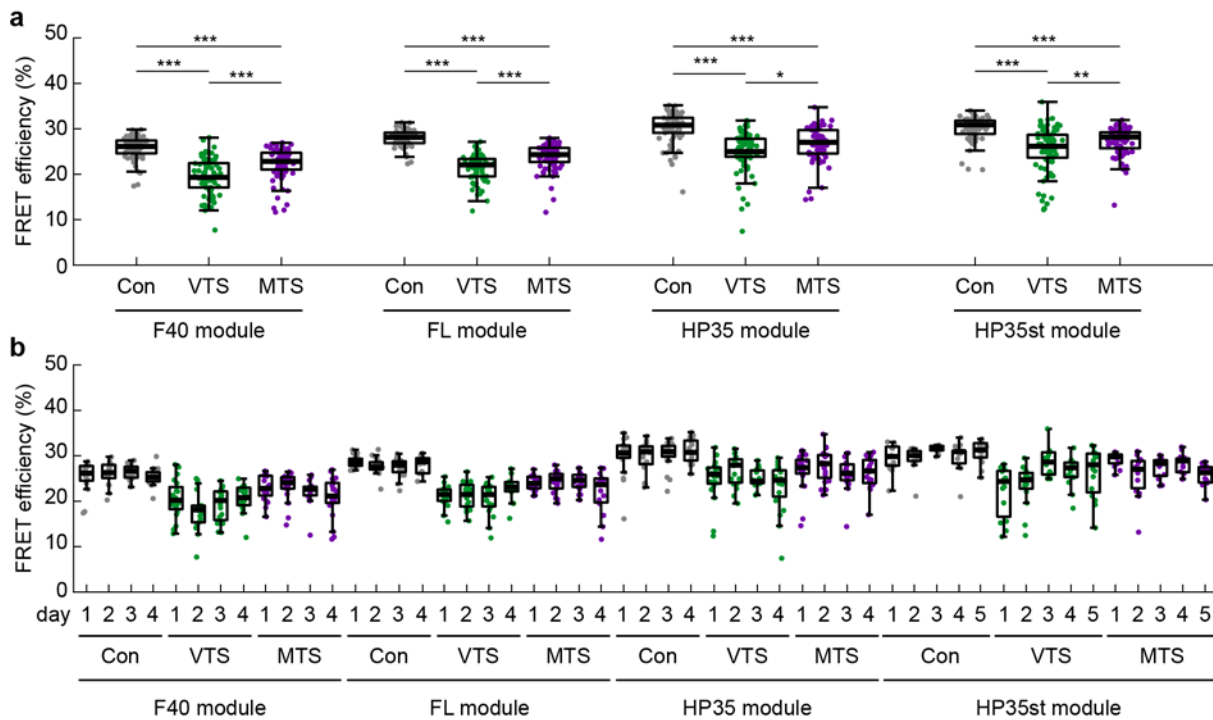 a
FRET efficiency (%)
50
40
30
20
10
0
*** *** *** ***
*** *** *** *** *** * *** **
Con VTS MTS Con VTS MTS Con VTS MTS Con VTS MTS
F40 module FL module HP35 module HP35st module
b
FRET efficiency (%)
50
40
30
20
10
0
day 1 2 3 4 1 2 3 4 1 2 3 4 1 2 3 4 1 2 3 4 1 2 3 4 1 2 3 4 1 2 3 4 1 2 3 4 1 2 3 4 5 1 2 3 4 5 1 2 3 4 5
Con VTS MTS Con VTS MTS Con VTS MTS Con VTS MTS
F40 module FL module HP35 module HP35st module